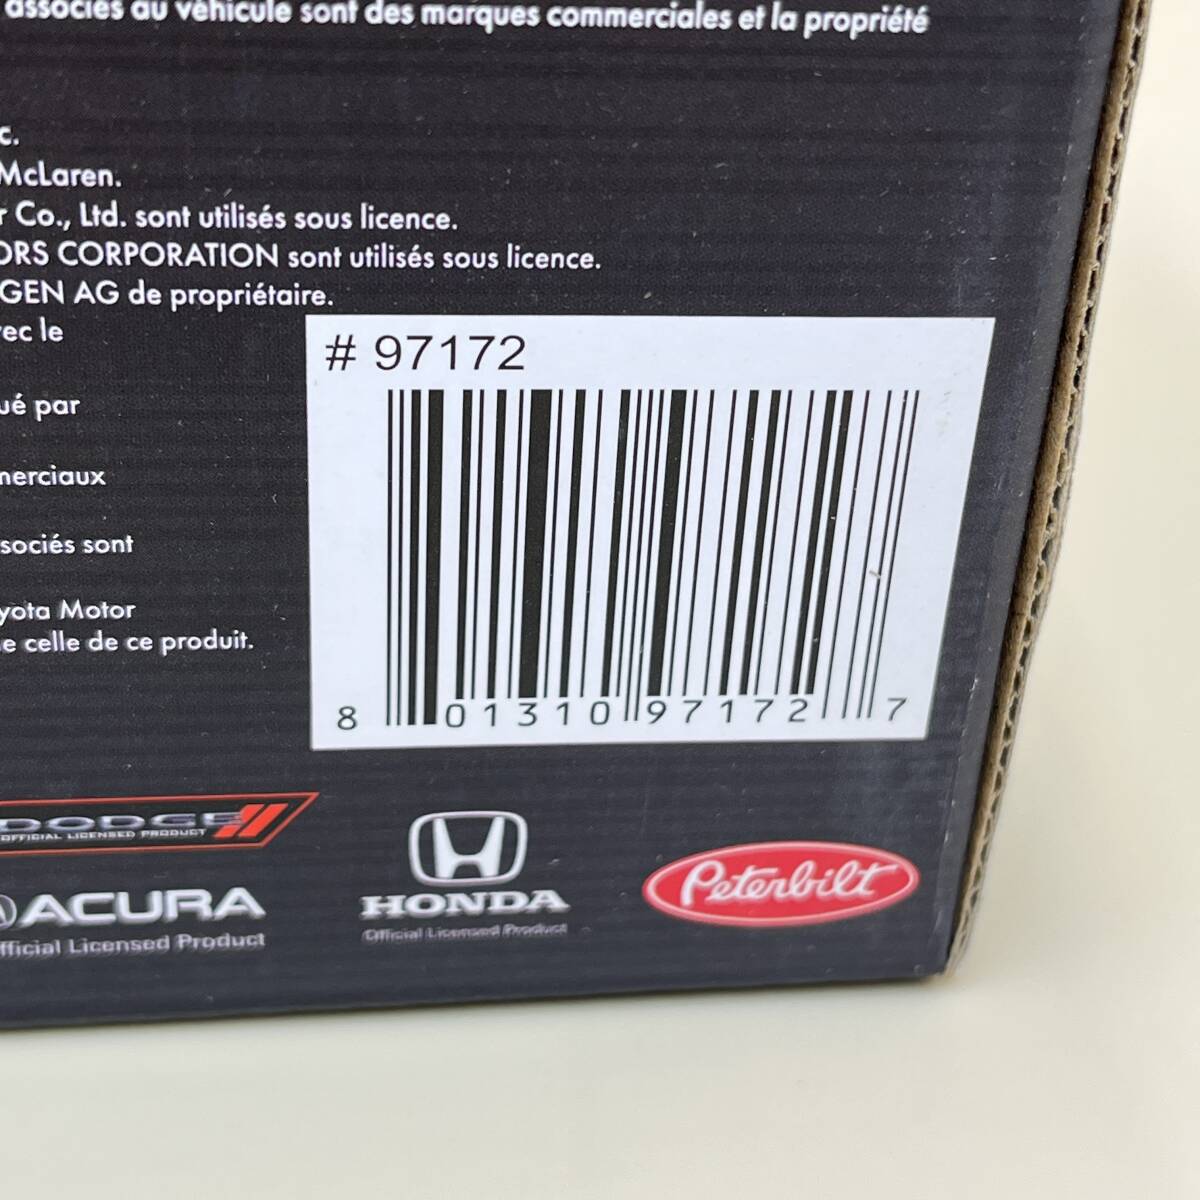 associés au véhicule sont des marques commerciales et la propriété
c.
McLaren.
r Co., Ltd. sont utilisés sous licence.
ORS CORPORATION sont utilisés sous licence.
GEN AG de propriétaire.
ec le
# 97172
ué par
merciaux
sociés sont
yota Motor
e celle de ce produit.
8 01310 97172 7
DODGE
OFFICIAL LICENSED PRODUCT
ACURA
fficial Licensed Product
HONDA
Official Licensed Product
Peterbilt